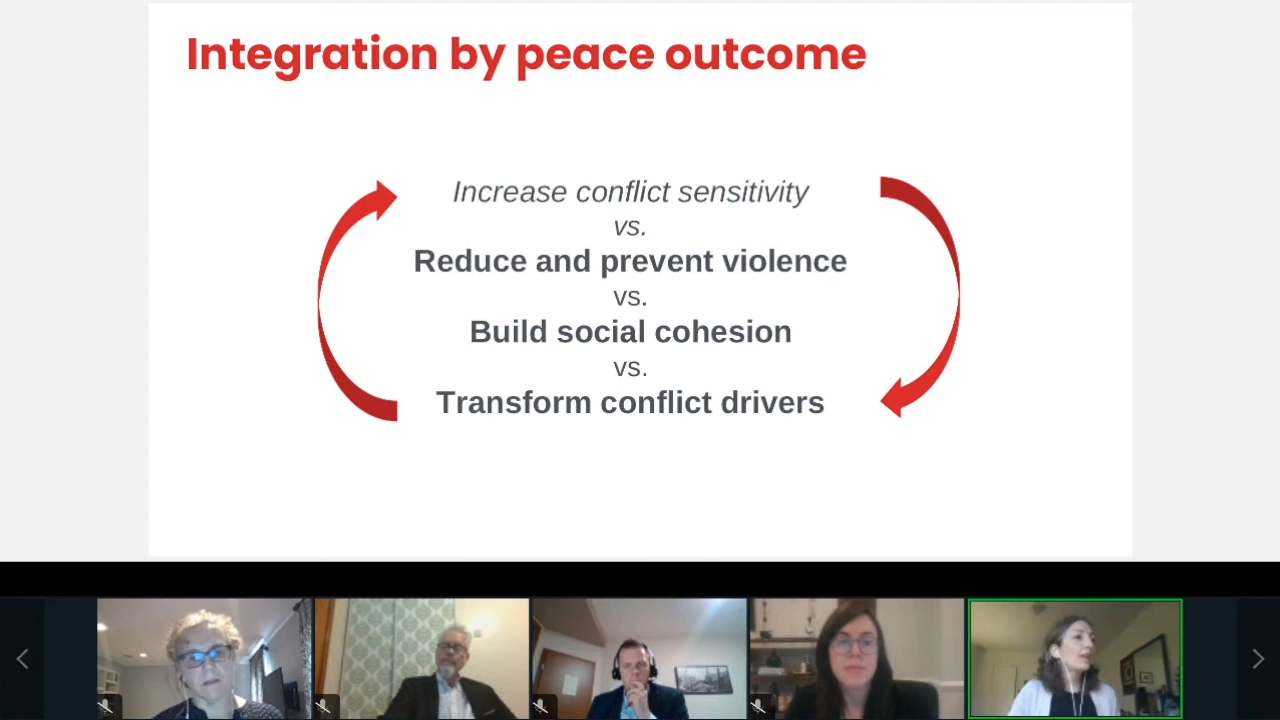 Integration by peace outcome
Increase conflict sensitivity
vs.
Reduce and prevent violence
vs.
Build social cohesion
vs.
Transform conflict drivers